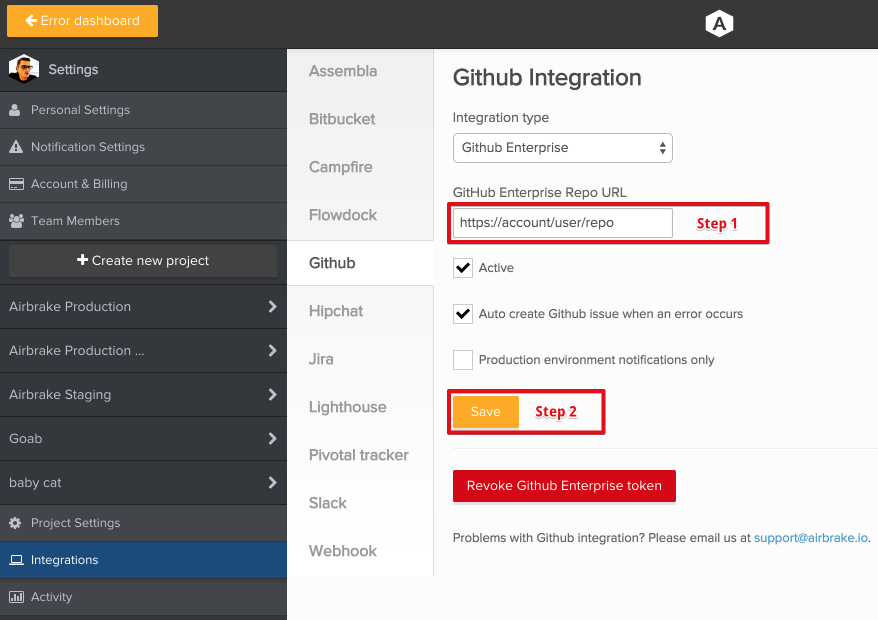 Error dashboard
A
Settings
Personal Settings
Notification Settings
Account & Billing
Team Members
Create new project
Airbrake Production
Airbrake Production ...
Airbrake Staging
Goab
baby cat
Project Settings
Integrations
Activity
Assembla
Bitbucket
Campfire
Flowdock
Github
Hipchat
Jira
Lighthouse
Pivotal tracker
Slack
Webhook
Github Integration
Integration type
Github Enterprise
GitHub Enterprise Repo URL
https://account/user/repo Step 1
Active
Auto create Github issue when an error occurs
Production environment notifications only
Save Step 2
Revoke Github Enterprise token
Problems with Github integration? Please email us at support@airbrake.io.